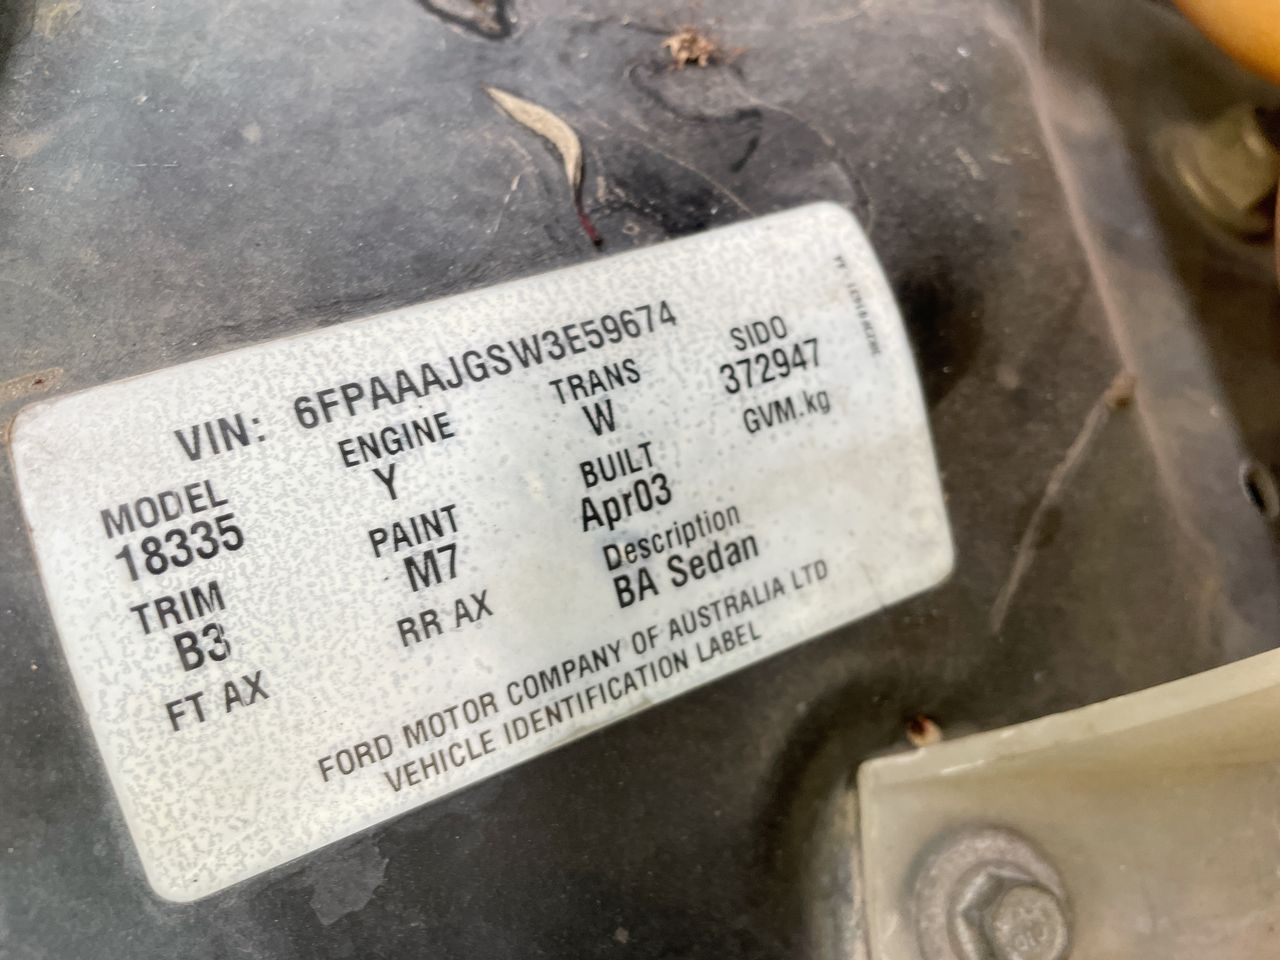 VIN: 6FPAAAJGSW3E59674
MODEL ENGINE TRANS SIDO
18335 Y W 372947
TRIM PAINT BUILT GVM.kg
B3 M7 Apr03
FT AX RR AX Description
BA Sedan
FORD MOTOR COMPANY OF AUSTRALIA LTD
VEHICLE IDENTIFICATION LABEL